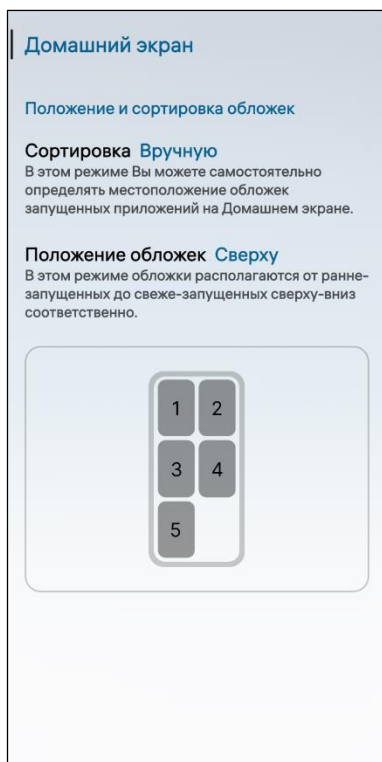 Домашний экран
Положение и сортировка обложек
Сортировка Вручную
В этом режиме Вы можете самостоятельно
определять местоположение обложек
запущенных приложений на Домашнем экране.
Положение обложек Сверху
В этом режиме обложки располагаются от ранне-
запущенных до свеже-запущенных сверху-вниз
соответственно.
1 2
3 4
5